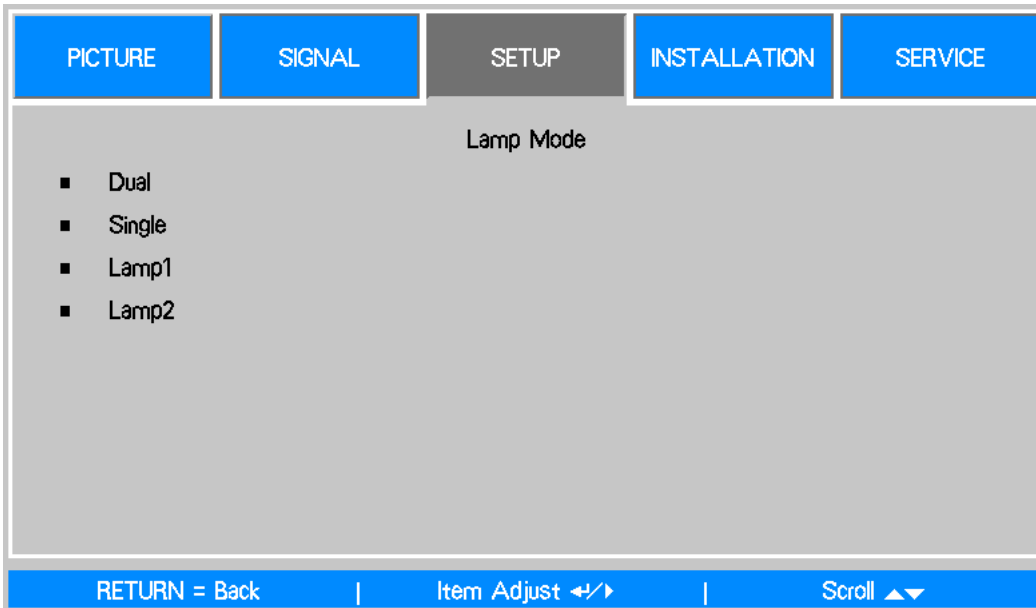 PICTURE SIGNAL SETUP INSTALLATION SERVICE
Lamp Mode
▪ Dual
▪ Single
▪ Lamp1
▪ Lamp2
RETURN = Back | Item Adjust ↵/▶ | Scroll ▲▼